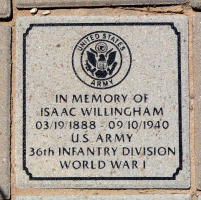 UNITED STATES
ARMY
IN MEMORY OF
ISAAC WILLINGHAM
03/19/1888 - 09/10/1940
U.S. ARMY
36th INFANTRY DIVISION
WORLD WAR I